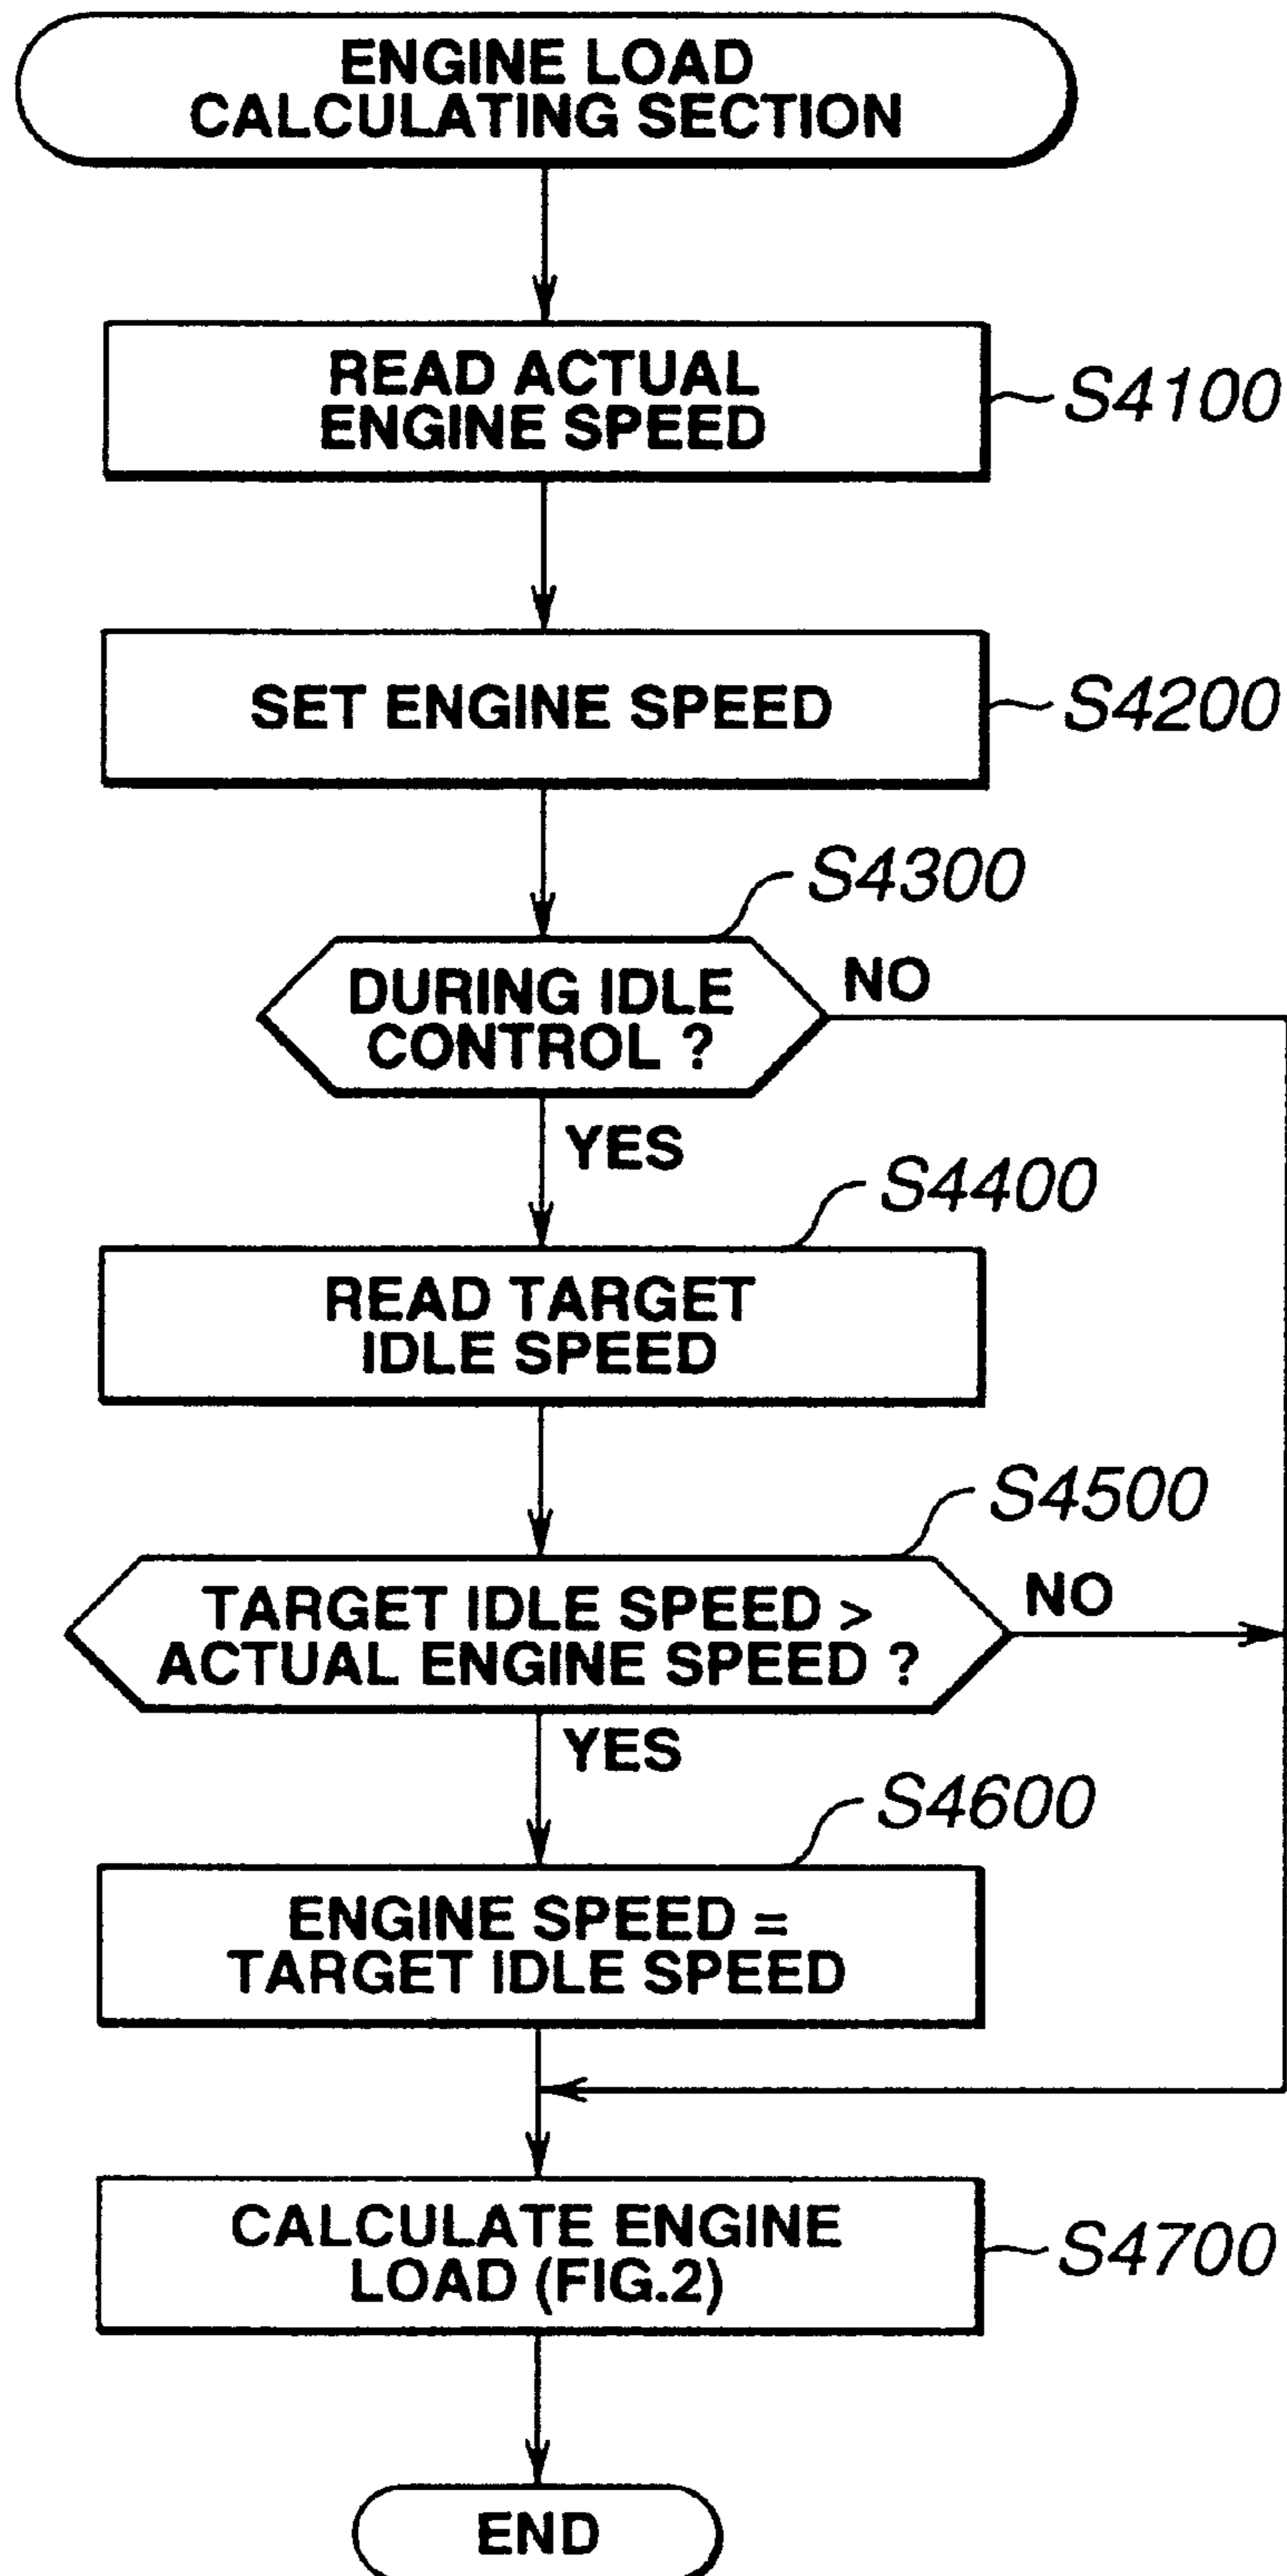 ENGINE LOAD
CALCULATING SECTION
READ ACTUAL
ENGINE SPEED
S4100
SET ENGINE SPEED
S4200
S4300
DURING IDLE
CONTROL ?
NO
YES
S4400
READ TARGET
IDLE SPEED
S4500
TARGET IDLE SPEED >
ACTUAL ENGINE SPEED ?
NO
YES
S4600
ENGINE SPEED =
TARGET IDLE SPEED
CALCULATE ENGINE
LOAD (FIG.2)
S4700
END